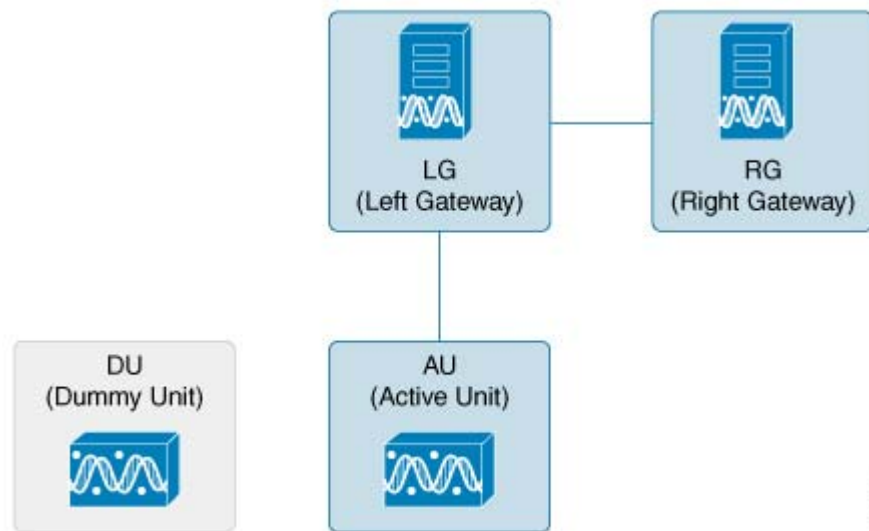 LG
(Left Gateway)
RG
(Right Gateway)
DU
(Dummy Unit)
AU
(Active Unit)